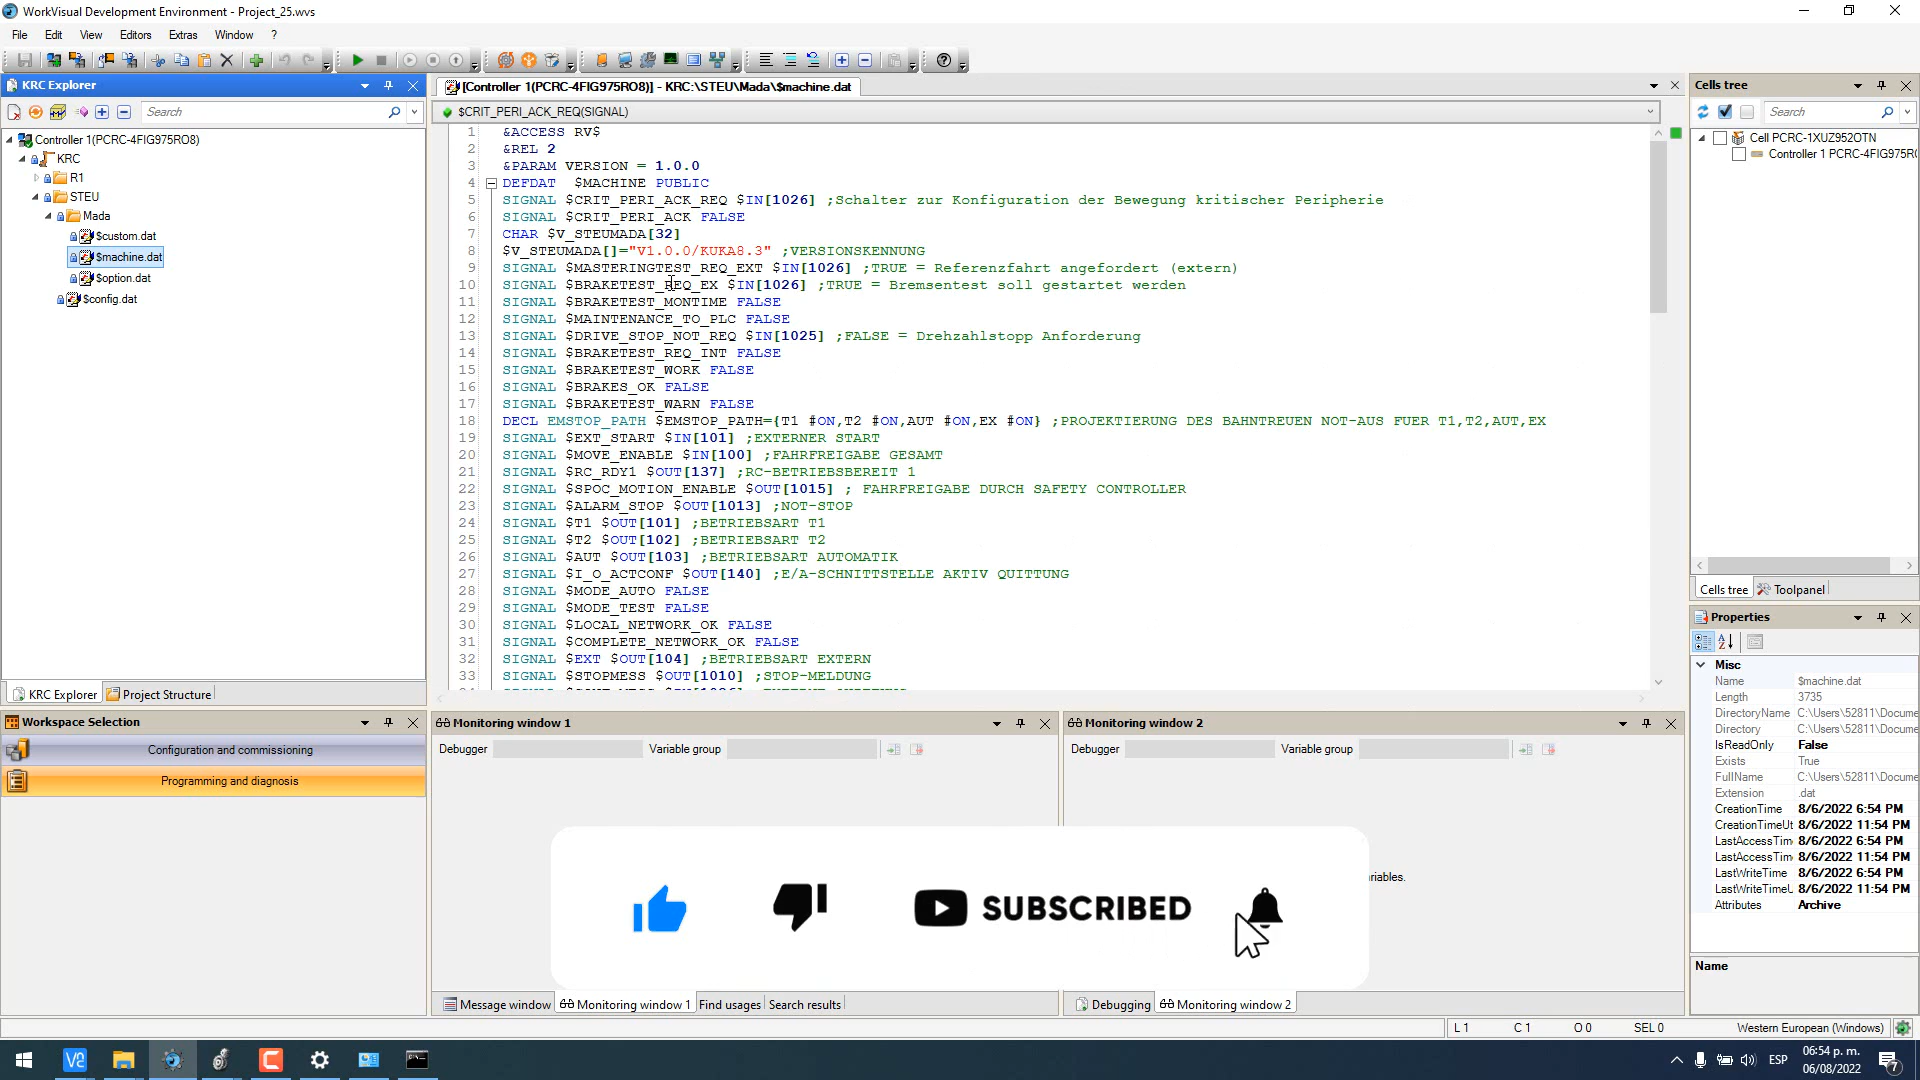 WorkVisual Development Environment - Project_25.wvs
File Edit View Editors Extras Window ?
KRC Explorer
Search
Controller 1(PCRC-4FIG975RO8)
KRC
R1
STEU
Mada
$custom.dat
$machine.dat
$option.dat
$config.dat
KRC Explorer Project Structure
[Controller 1(PCRC-4FIG975RO8)] - KRC:\STEU\Mada\$machine.dat
$CRIT_PERI_ACK_REQ(SIGNAL)
1 &ACCESS RV$
2 &REL 2
3 &PARAM VERSION = 1.0.0
4 DEFDAT $MACHINE PUBLIC
5 SIGNAL $CRIT_PERI_ACK_REQ $IN[1026] ;Schalter zur Konfiguration der Bewegung kritischer Peripherie
6 SIGNAL $CRIT_PERI_ACK FALSE
7 CHAR $V_STEUMADA[32]
8 $V_STEUMADA[]="V1.0.0/KUKA8.3" ;VERSIONSKENNUNG
9 SIGNAL $MASTERINGTEST_REQ_EXT $IN[1026] ;TRUE = Referenzfahrt angefordert (extern)
10 SIGNAL $BRAKETEST_REQ_EX $IN[1026] ;TRUE = Bremsentest soll gestartet werden
11 SIGNAL $BRAKETEST_MONTIME FALSE
12 SIGNAL $MAINTENANCE_TO_PLC FALSE
13 SIGNAL $DRIVE_STOP_NOT_REQ $IN[1025] ;FALSE = Drehzahlstopp Anforderung
14 SIGNAL $BRAKETEST_REQ_INT FALSE
15 SIGNAL $BRAKETEST_WORK FALSE
16 SIGNAL $BRAKES_OK FALSE
17 SIGNAL $BRAKETEST_WARN FALSE
18 DECL EMSTOP_PATH $EMSTOP_PATH={T1 #ON,T2 #ON,AUT #ON,EX #ON} ;PROJEKTIERUNG DES BAHNTREUEN NOT-AUS FUER T1,T2,AUT,EX
19 SIGNAL $EXT_START $IN[101] ;EXTERNER START
20 SIGNAL $MOVE_ENABLE $IN[100] ;FAHRFREIGABE GESAMT
21 SIGNAL $RC_RDY1 $OUT[137] ;RC-BETRIEBSBEREIT 1
22 SIGNAL $SPOC_MOTION_ENABLE $OUT[1015] ; FAHRFREIGABE DURCH SAFETY CONTROLLER
23 SIGNAL $ALARM_STOP $OUT[1013] ;NOT-STOP
24 SIGNAL $T1 $OUT[101] ;BETRIEBSART T1
25 SIGNAL $T2 $OUT[102] ;BETRIEBSART T2
26 SIGNAL $AUT $OUT[103] ;BETRIEBSART AUTOMATIK
27 SIGNAL $I_O_ACTCONF $OUT[140] ;E/A-SCHNITTSTELLE AKTIV QUITTUNG
28 SIGNAL $MODE_AUTO FALSE
29 SIGNAL $MODE_TEST FALSE
30 SIGNAL $LOCAL_NETWORK_OK FALSE
31 SIGNAL $COMPLETE_NETWORK_OK FALSE
32 SIGNAL $EXT $OUT[104] ;BETRIEBSART EXTERN
33 SIGNAL $STOPMESS $OUT[1010] ;STOP-MELDUNG
Cells tree
Search
Cell PCRC-1XUZ952OTN
Controller 1 PCRC-4FIG975R
Cells tree Toolpanel
Properties
Misc
Name $machine.dat
Length 3735
DirectoryName C:\Users\52811\Docume
Directory C:\Users\52811\Docume
IsReadOnly False
Exists True
FullName C:\Users\52811\Docume
Extension .dat
CreationTime 8/6/2022 6:54 PM
CreationTimeUt 8/6/2022 11:54 PM
LastAccessTim 8/6/2022 6:54 PM
LastAccessTim 8/6/2022 11:54 PM
LastWriteTime 8/6/2022 6:54 PM
LastWriteTimeU 8/6/2022 11:54 PM
Attributes Archive
Name
Workspace Selection
Configuration and commissioning
Programming and diagnosis
Monitoring window 1
Debugger Variable group
Monitoring window 2
Debugger Variable group
riables.
SUBSCRIBED
Message window Monitoring window 1 Find usages Search results
Debugging Monitoring window 2
L 1 C 1 O 0 SEL 0 Western European (Windows)
ESP
06:54 p. m.
06/08/2022
7